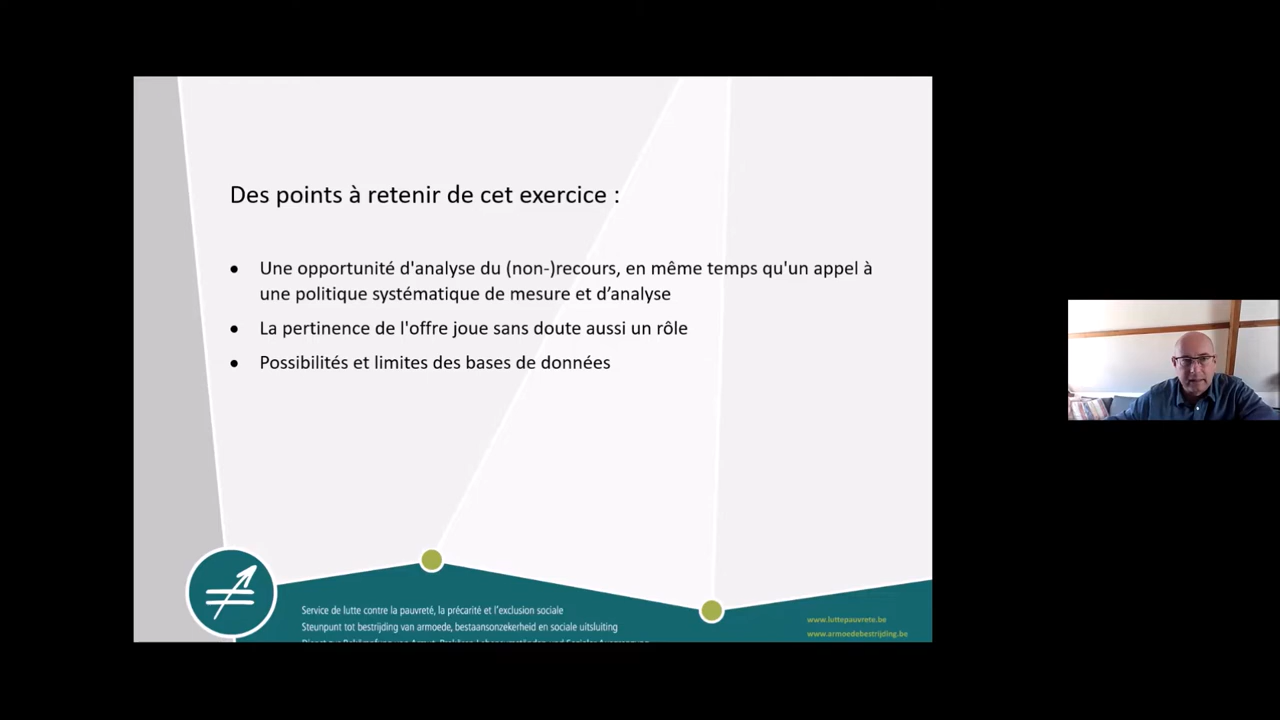 Des points à retenir de cet exercice :
● Une opportunité d'analyse du (non-)recours, en même temps qu'un appel à
une politique systématique de mesure et d’analyse
● La pertinence de l'offre joue sans doute aussi un rôle
● Possibilités et limites des bases de données
Service de lutte contre la pauvreté, la précarité et l'exclusion sociale
Steunpunt tot bestrijding van armoede, bestaansonzekerheid en sociale uitsluiting
www.luttepauvrete.be
www.armoedebestrijding.be